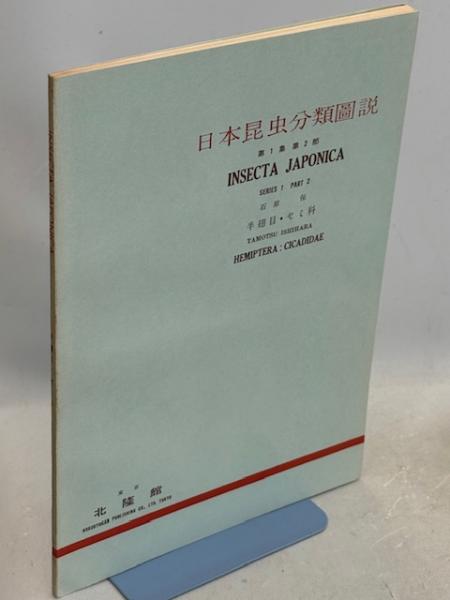 日本昆虫分類圖説
第1集第2部
INSECTA JAPONICA
SERIES 1 PART 2
石原 保
半翅目・セミ科
TAMOTSU ISHIHARA
HEMIPTERA: CICADIDAE
東京
北隆館
HOKURYUKAN PUBLISHING CO., LTD. TOKYO